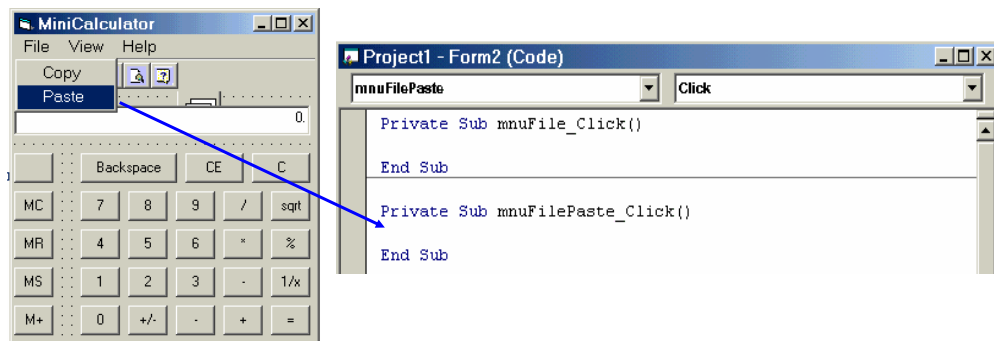 MiniCalculator
File View Help
Copy
Paste
0.
Backspace CE C
MC 7 8 9 / sqrt
MR 4 5 6 * %
MS 1 2 3 - 1/x
M+ 0 +/- - + =
Project1 - Form2 (Code)
mnuFilePaste Click
Private Sub mnuFile_Click()
End Sub
Private Sub mnuFilePaste_Click()
End Sub